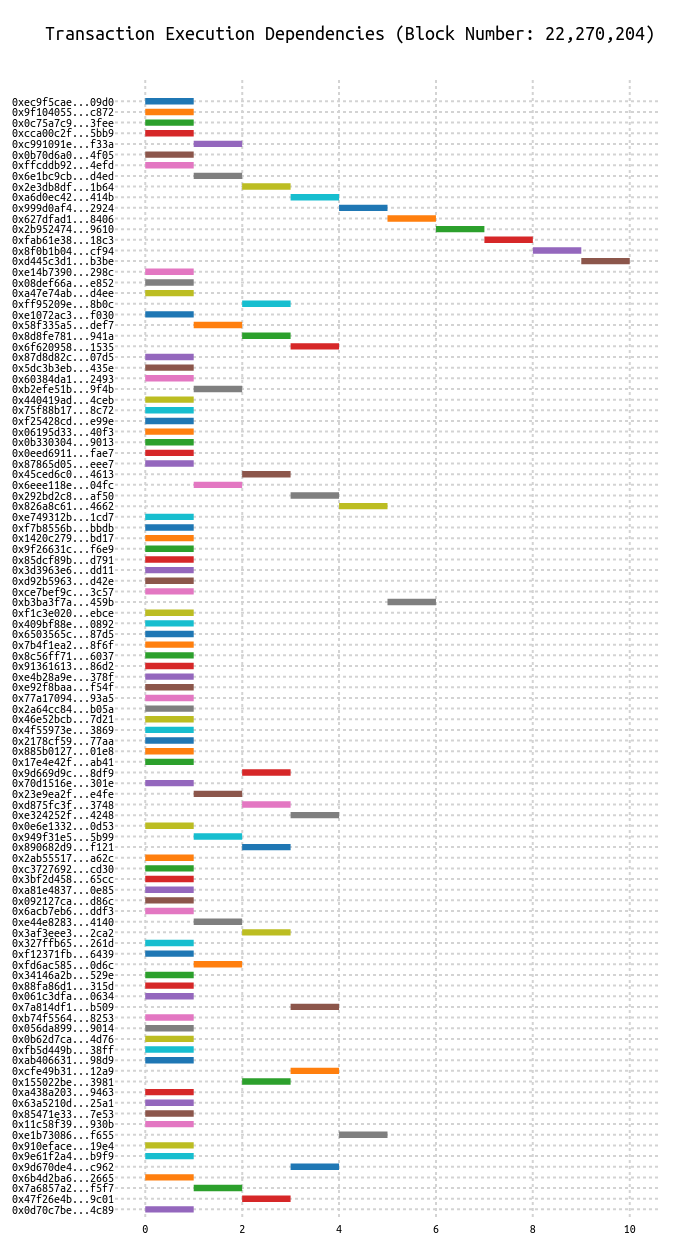 Transaction Execution Dependencies (Block Number: 22,270,204)
0xec9f5cae...09d0
0x9f104055...c872
0x0c75a7c9...3fee
0xcca00c2f...5bb9
0xc991091e...f33a
0x0b70d6a0...4f05
0xffcddb92...4efd
0x6e1bc9cb...d4ed
0x2e3db8df...1b64
0xa6d0ec42...414b
0x999d0af4...2924
0x627dfad1...8406
0x2b952474...9610
0xfab61e38...18c3
0x8f0b1b04...cf94
0xd445c3d1...b3be
0xe14b7390...298c
0x08def66a...e852
0xa47e74ab...d4ee
0xff95209e...8b0c
0xe1072ac3...f030
0x58f335a5...def7
0x8d8fe781...941a
0x6f620958...1535
0x87d8d82c...07d5
0x5dc3b3eb...435e
0x60384da1...2493
0xb2efe51b...9f4b
0x440419ad...4ceb
0x75f88b17...8c72
0xf25428cd...e99e
0x06195d33...40f3
0x0b330304...9013
0x0eed6911...fae7
0x87865d05...eee7
0x45ced6c0...4613
0x6eee118e...04fc
0x292bd2c8...af50
0x826a8c61...4662
0xe749312b...1cd7
0xf7b8556b...bbdb
0x1420c279...bd17
0x9f26631c...f6e9
0x85dcf89b...d791
0x3d3963e6...dd11
0xd92b5963...d42e
0xce7bef9c...3c57
0xb3ba3f7a...459b
0xf1c3e020...ebce
0x409bf88e...0892
0x6503565c...87d5
0x7b4f1ea2...8f6f
0x8c56ff71...6037
0x91361613...86d2
0xe4b28a9e...378f
0xe92f8baa...f54f
0x77a17094...93a5
0x2a64cc84...b05a
0x46e52bcb...7d21
0x4f55973e...3869
0x2178cf59...77aa
0x885b0127...01e8
0x17e4e42f...ab41
0x9d669d9c...8df9
0x70d1516e...301e
0x23e9ea2f...e4fe
0xd875fc3f...3748
0xe324252f...4248
0x0e6e1332...0d53
0x949f31e5...5b99
0x890682d9...f121
0x2ab55517...a62c
0xc3727692...cd30
0x3bf2d458...65cc
0xa81e4837...0e85
0x092127ca...d86c
0x6acb7eb6...ddf3
0xe44e8283...4140
0x3af3eee3...2ca2
0x327ffb65...261d
0xf12371fb...6439
0xfd6ac585...0d6c
0x34146a2b...529e
0x88fa86d1...315d
0x061c3dfa...0634
0x7a814df1...b509
0xb74f5564...8253
0x056da899...9014
0x0b62d7ca...4d76
0xfb5d449b...38ff
0xab406631...98d9
0xcfe49b31...12a9
0x155022be...3981
0xa438a203...9463
0x63a5210d...25a1
0x85471e33...7e53
0x11c58f39...930b
0xe1b73086...f655
0x910eface...19e4
0x9e61f2a4...b9f9
0x9d670de4...c962
0x6b4d2ba6...2665
0x7a6857a2...f5f7
0x47f26e4b...9c01
0x0d70c7be...4c89
0 2 4 6 8 10